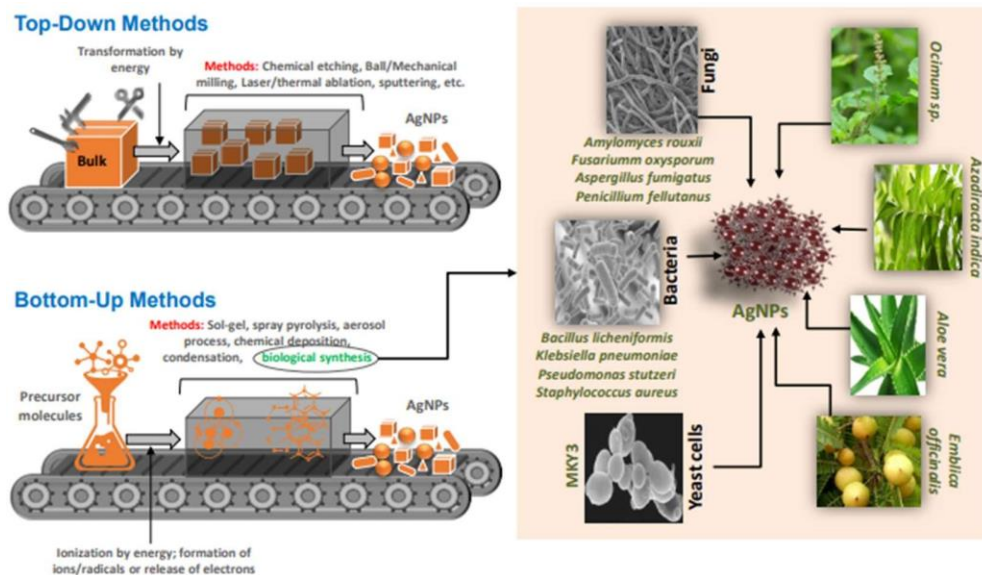 Top-Down Methods
Transformation by
energy
Methods: Chemical etching, Ball/Mechanical
milling, Laser/thermal ablation, sputtering, etc.
AgNPs
Bulk
Bottom-Up Methods
Methods: Sol-gel, spray pyrolysis, aerosol
process, chemical deposition,
condensation, biological synthesis
Precursor
molecules
AgNPs
Ionization by energy; formation of
ions/radicals or release of electrons
Fungi
Amylomyces rouxii
Fusariumm oxysporum
Aspergillus fumigatus
Penicillium fellutanus
Bacteria
Bacillus licheniformis
Klebsiella pneumoniae
Pseudomonas stutzeri
Staphylococcus aureus
MKY3
Yeast cells
AgNPs
Ocimum sp.
Azadiracta indica
Aloe vera
Emblica
officindis